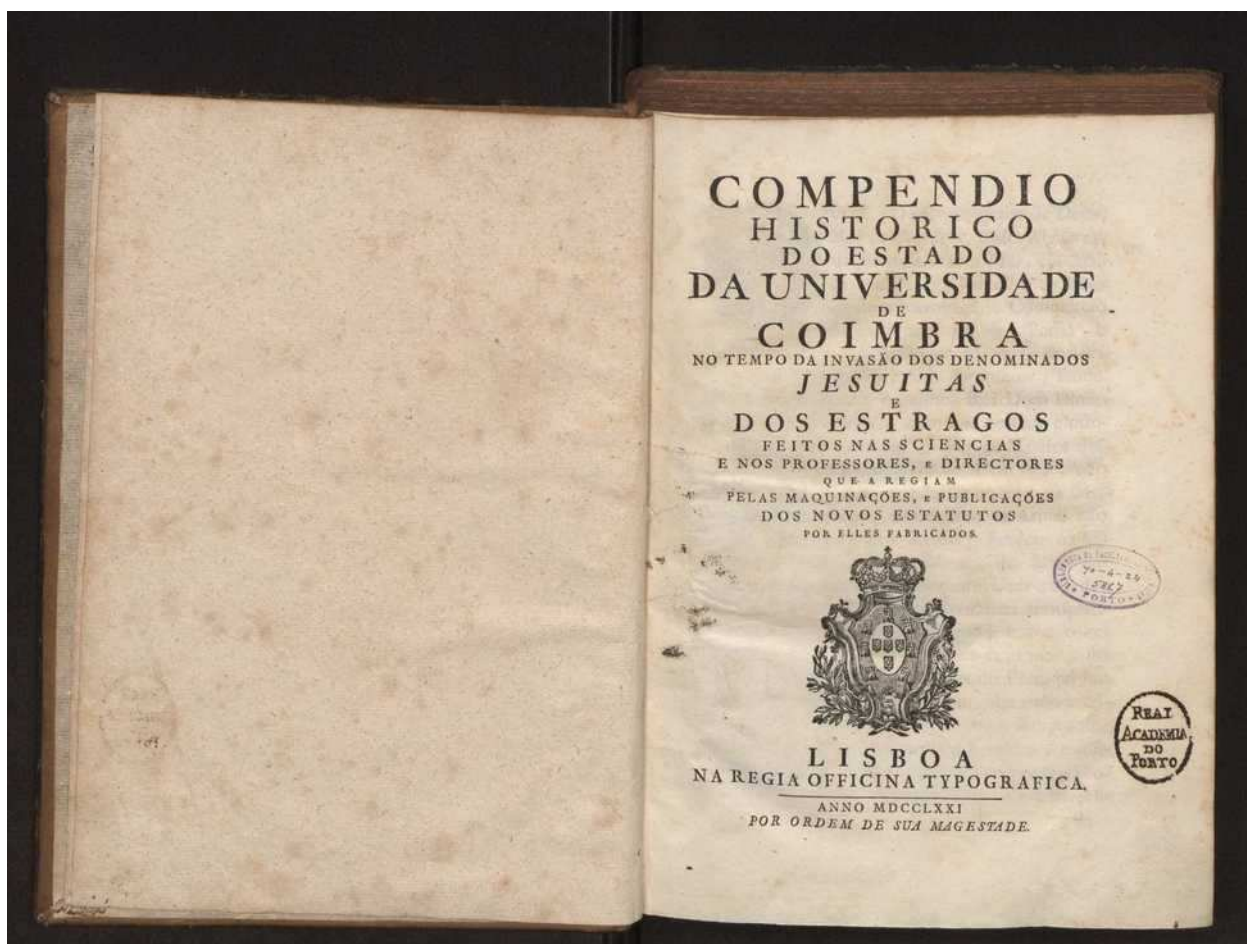 COMPENDIO
HISTORICO
DO ESTADO
DA UNIVERSIDADE
DE
COIMBRA
NO TEMPO DA INVASÃO DOS DENOMINADOS
JESUITAS
E
DOS ESTRAGOS
FEITOS NAS SCIENCIAS
E NOS PROFESSORES, E DIRECTORES
QUE A REGIAM
PELAS MAQUINAÇÕES, E PUBLICAÇÕES
DOS NOVOS ESTATUTOS
POR ELLES FABRICADOS.
PORTO
REAL
ACADEMIA
DO
PORTO
LISBOA
NA REGIA OFFICINA TYPOGRAFICA.
ANNO MDCCLXXI
POR ORDEM DE SUA MAGESTADE.